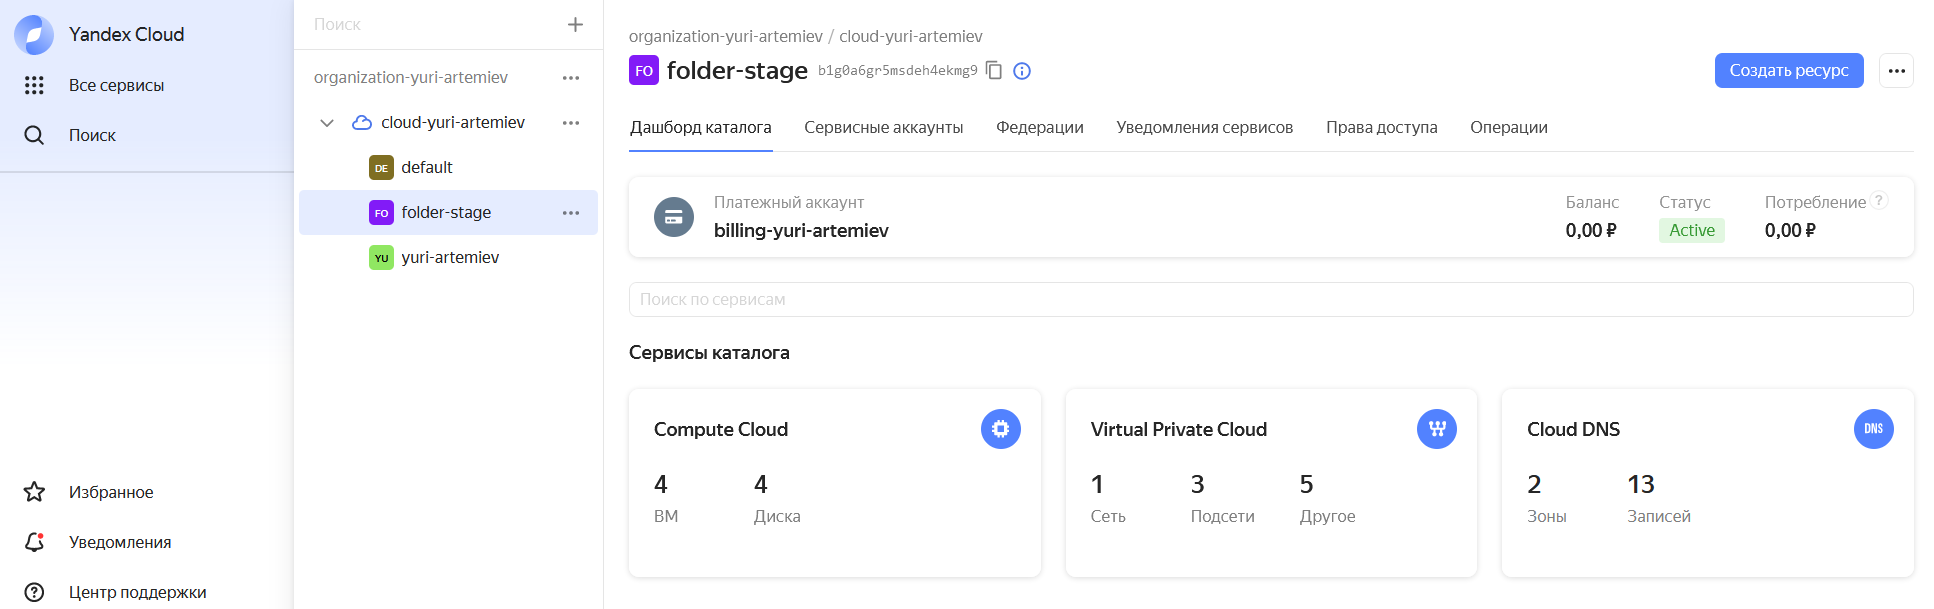 Yandex Cloud
Все сервисы
Поиск
Избранное
Уведомления
Центр поддержки
Поиск
organization-yuri-artemiev
cloud-yuri-artemiev
DE default
FO folder-stage
YU yuri-artemiev
organization-yuri-artemiev / cloud-yuri-artemiev
FO folder-stage b1g0a6gr5msdeh4ekmg9
Создать ресурс
Дашборд каталога Сервисные аккаунты Федерации Уведомления сервисов Права доступа Операции
Платежный аккаунт Баланс Статус Потребление ?
billing-yuri-artemiev 0,00 ₽ Active 0,00 ₽
Поиск по сервисам
Сервисы каталога
Compute Cloud
4 4
ВМ Диска
Virtual Private Cloud
1 3 5
Сеть Подсети Другое
Cloud DNS DNS
2 13
Зоны Записей